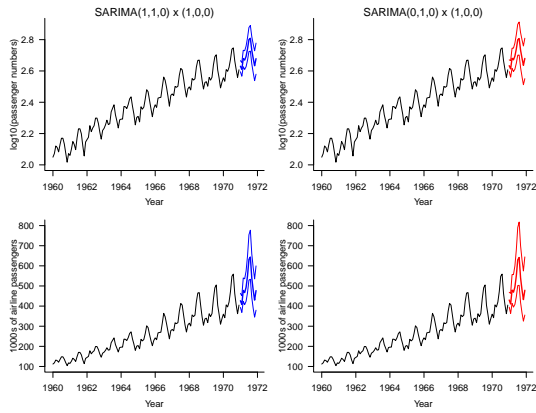 SARIMA(1,1,0) x (1,0,0)
log10(passenger numbers)
2.8
2.6
2.4
2.2
2.0
1960 1962 1964 1966 1968 1970 1972
Year
SARIMA(0,1,0) x (1,0,0)
log10(passenger numbers)
2.8
2.6
2.4
2.2
2.0
1960 1962 1964 1966 1968 1970 1972
Year
1000s of airline passengers
800
700
600
500
400
300
200
100
1960 1962 1964 1966 1968 1970 1972
Year
1000s of airline passengers
800
700
600
500
400
300
200
100
1960 1962 1964 1966 1968 1970 1972
Year